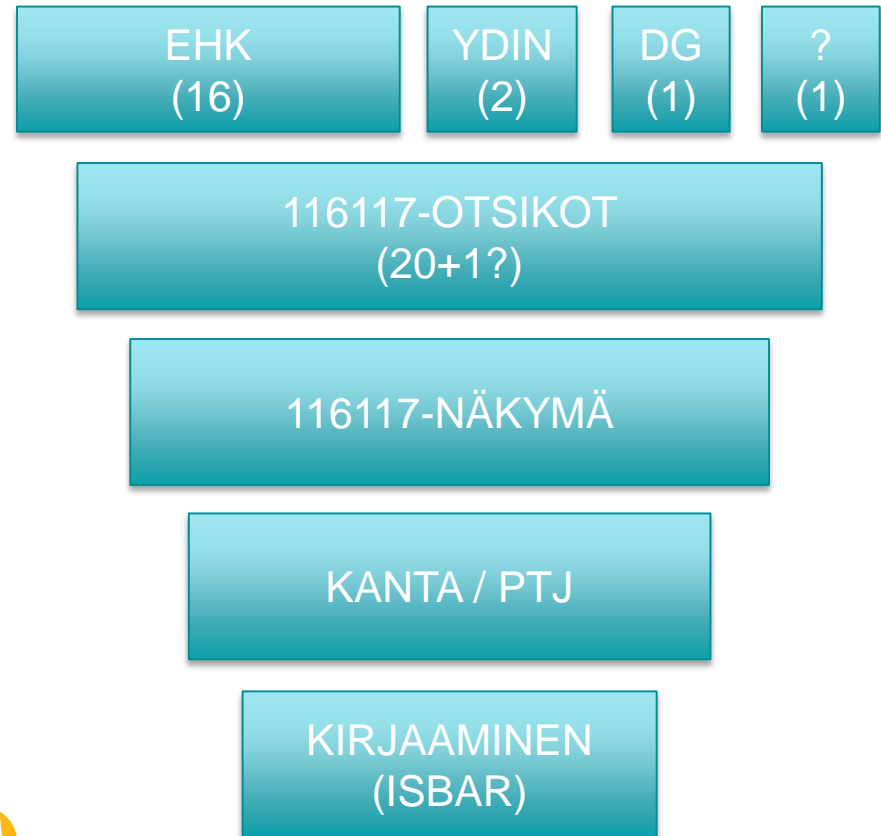 EHK
(16)
YDIN
(2)
DG
(1)
?
(1)
116117-OTSIKOT
(20+1?)
116117-NÄKYMÄ
KANTA / PTJ
KIRJAAMINEN
(ISBAR)